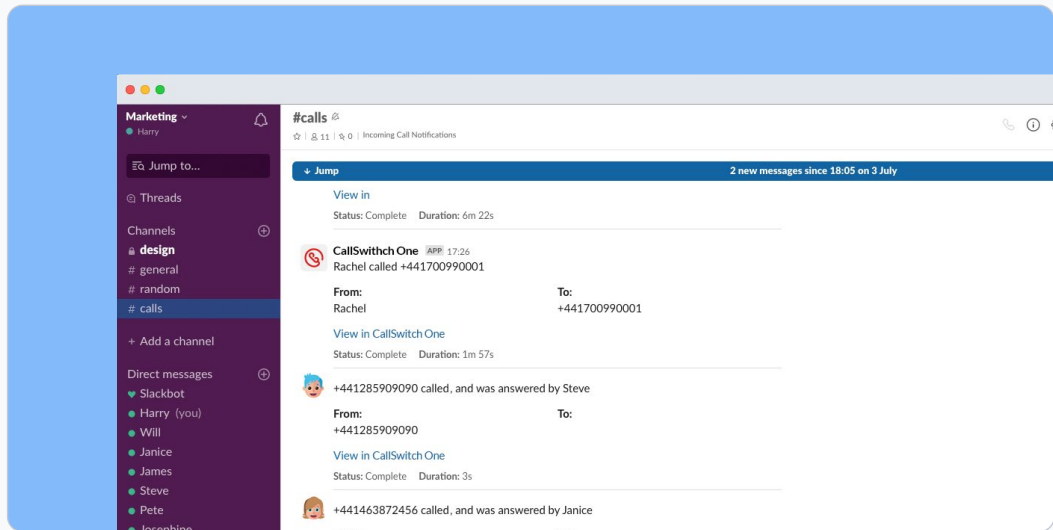 Marketing
Harry
Jump to...
Threads
Channels
design
# general
# random
# calls
+ Add a channel
Direct messages
Slackbot
Harry (you)
Will
Janice
James
Steve
Pete
Josephine
#calls
11 | 0 | Incoming Call Notifications
Jump 2 new messages since 18:05 on 3 July
View in
Status: Complete Duration: 6m 22s
CallSwithch One APP 17:26
Rachel called +441700990001
From: To:
Rachel +441700990001
View in CallSwitch One
Status: Complete Duration: 1m 57s
+441285909090 called, and was answered by Steve
From: To:
+441285909090
View in CallSwitch One
Status: Complete Duration: 3s
+441463872456 called, and was answered by Janice